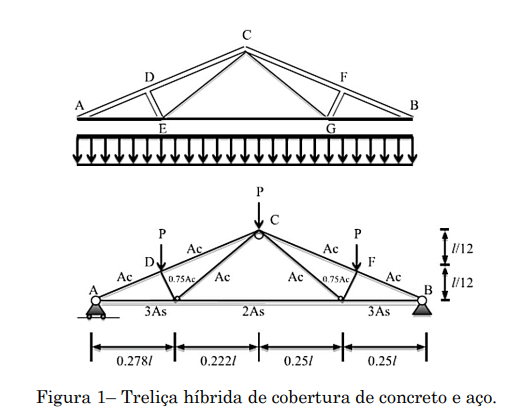 C
D F
A B
E G
P
P C P
D Ac Ac F
l/12
Ac 0.75Ac Ac Ac 0.75Ac Ac
A B l/12
3As 2As 3As
0.278l 0.222l 0.25l 0.25l
Figura 1– Treliça híbrida de cobertura de concreto e aço.